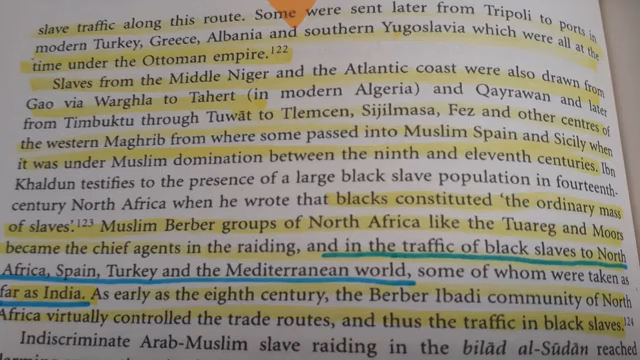 slave traffic along this route. Some were sent later from Tripoli to ports in
modern Turkey, Greece, Albania and southern Yugoslavia which were all at the
time under the Ottoman empire.122
Slaves from the Middle Niger and the Atlantic coast were also drawn from
Gao via Warghla to Tahert (in modern Algeria) and Qayrawan and later
from Timbuktu through Tuwāt to Tlemcen, Sijilmasa, Fez and other centres of
the western Maghrib from where some passed into Muslim Spain and Sicily when
it was under Muslim domination between the ninth and eleventh centuries. Ibn
Khaldun testifies to the presence of a large black slave population in fourteenth-
century North Africa when he wrote that blacks constituted 'the ordinary mass
of slaves'.123 Muslim Berber groups of North Africa like the Tuareg and Moors
became the chief agents in the raiding, and in the traffic of black slaves to North
Africa, Spain, Turkey and the Mediterranean world, some of whom were taken as
far as India. As early as the eighth century, the Berber Ibadi community of North
Africa virtually controlled the trade routes, and thus the traffic in black slaves.124
Indiscriminate Arab-Muslim slave raiding in the bilād al-Sūdān reached